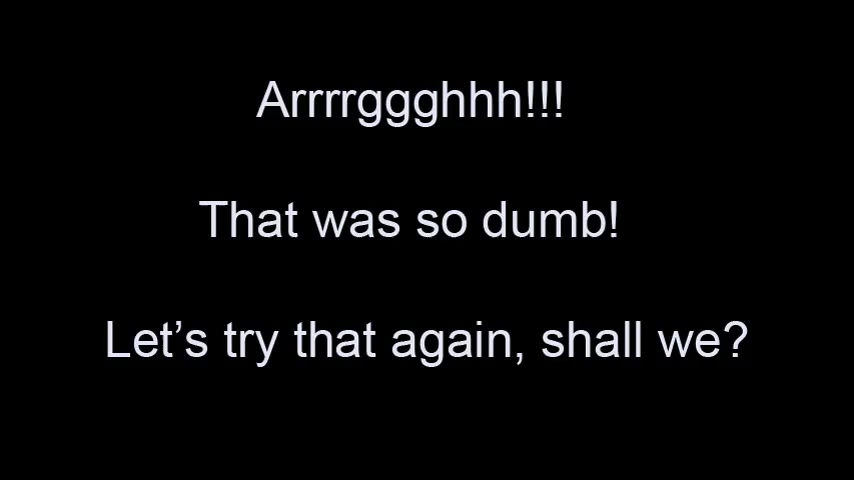 Arrrrggghhh!!!
That was so dumb!
Let’s try that again, shall we?